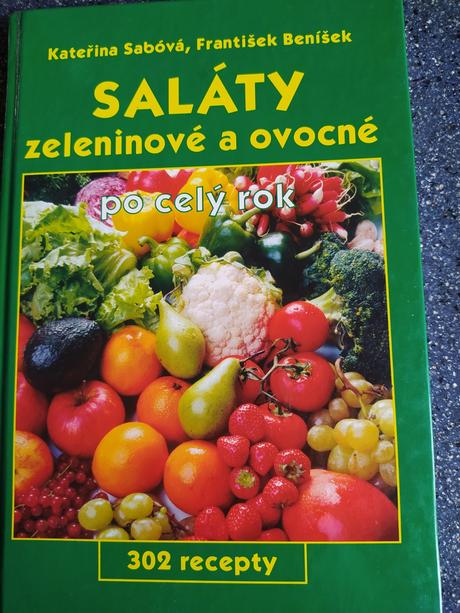 Kateřina Sabóvá, František Beníšek
SALÁTY
zeleninové a ovocné
po celý rok
302 recepty